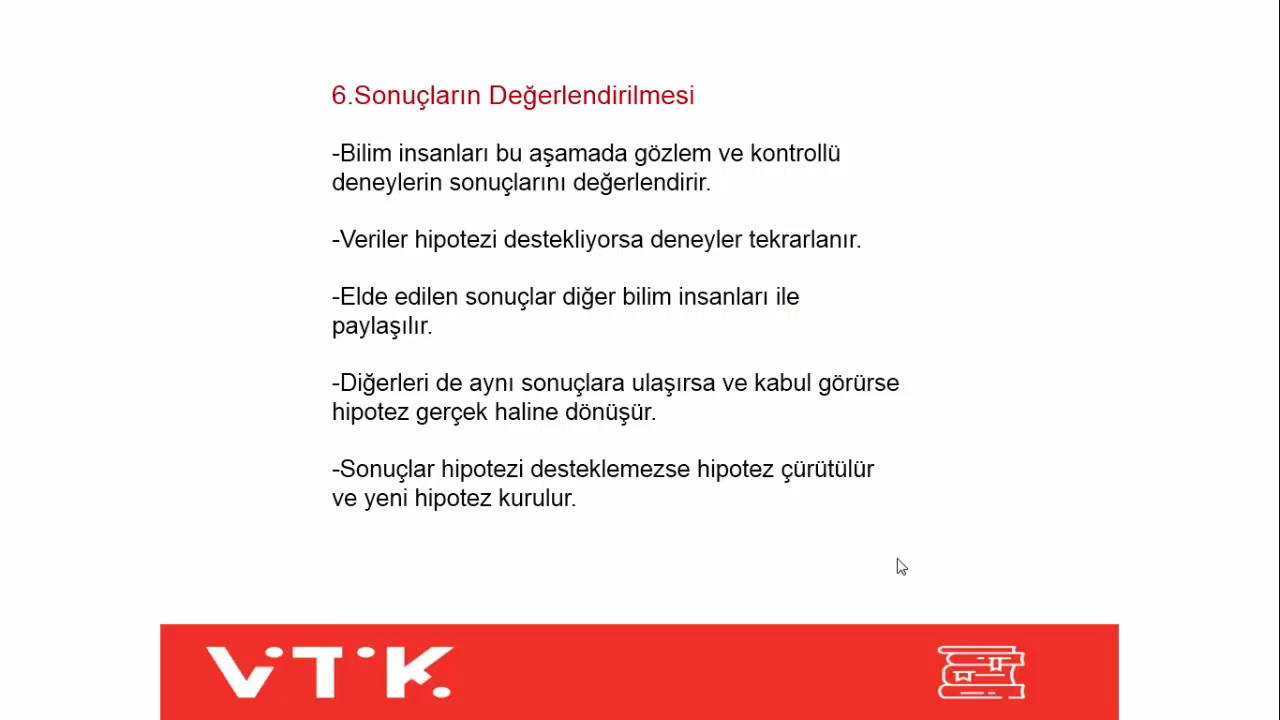 6.Sonuçların Değerlendirilmesi
-Bilim insanları bu aşamada gözlem ve kontrollü
deneylerin sonuçlarını değerlendirir.
-Veriler hipotezi destekliyorsa deneyler tekrarlanır.
-Elde edilen sonuçlar diğer bilim insanları ile
paylaşılır.
-Diğerleri de aynı sonuçlara ulaşırsa ve kabul görürse
hipotez gerçek haline dönüşür.
-Sonuçlar hipotezi desteklemezse hipotez çürütülür
ve yeni hipotez kurulur.
VİTİK.